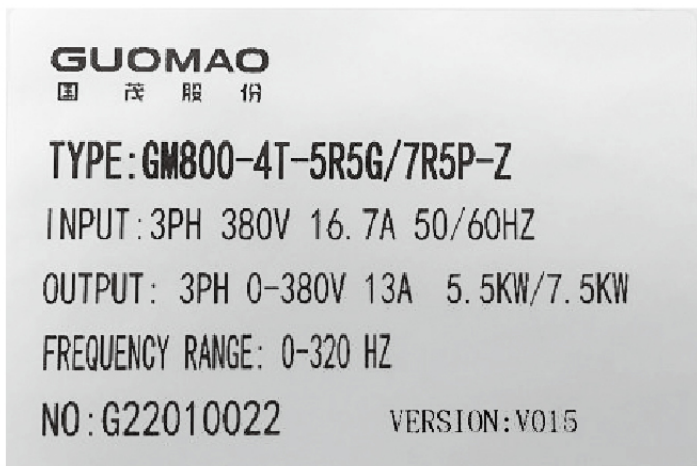 GUOMAO
国茂股份
TYPE:GM800-4T-5R5G/7R5P-Z
INPUT:3PH 380V 16.7A 50/60HZ
OUTPUT: 3PH 0-380V 13A 5.5KW/7.5KW
FREQUENCY RANGE: 0-320 HZ
NO:G22010022 VERSION:V015